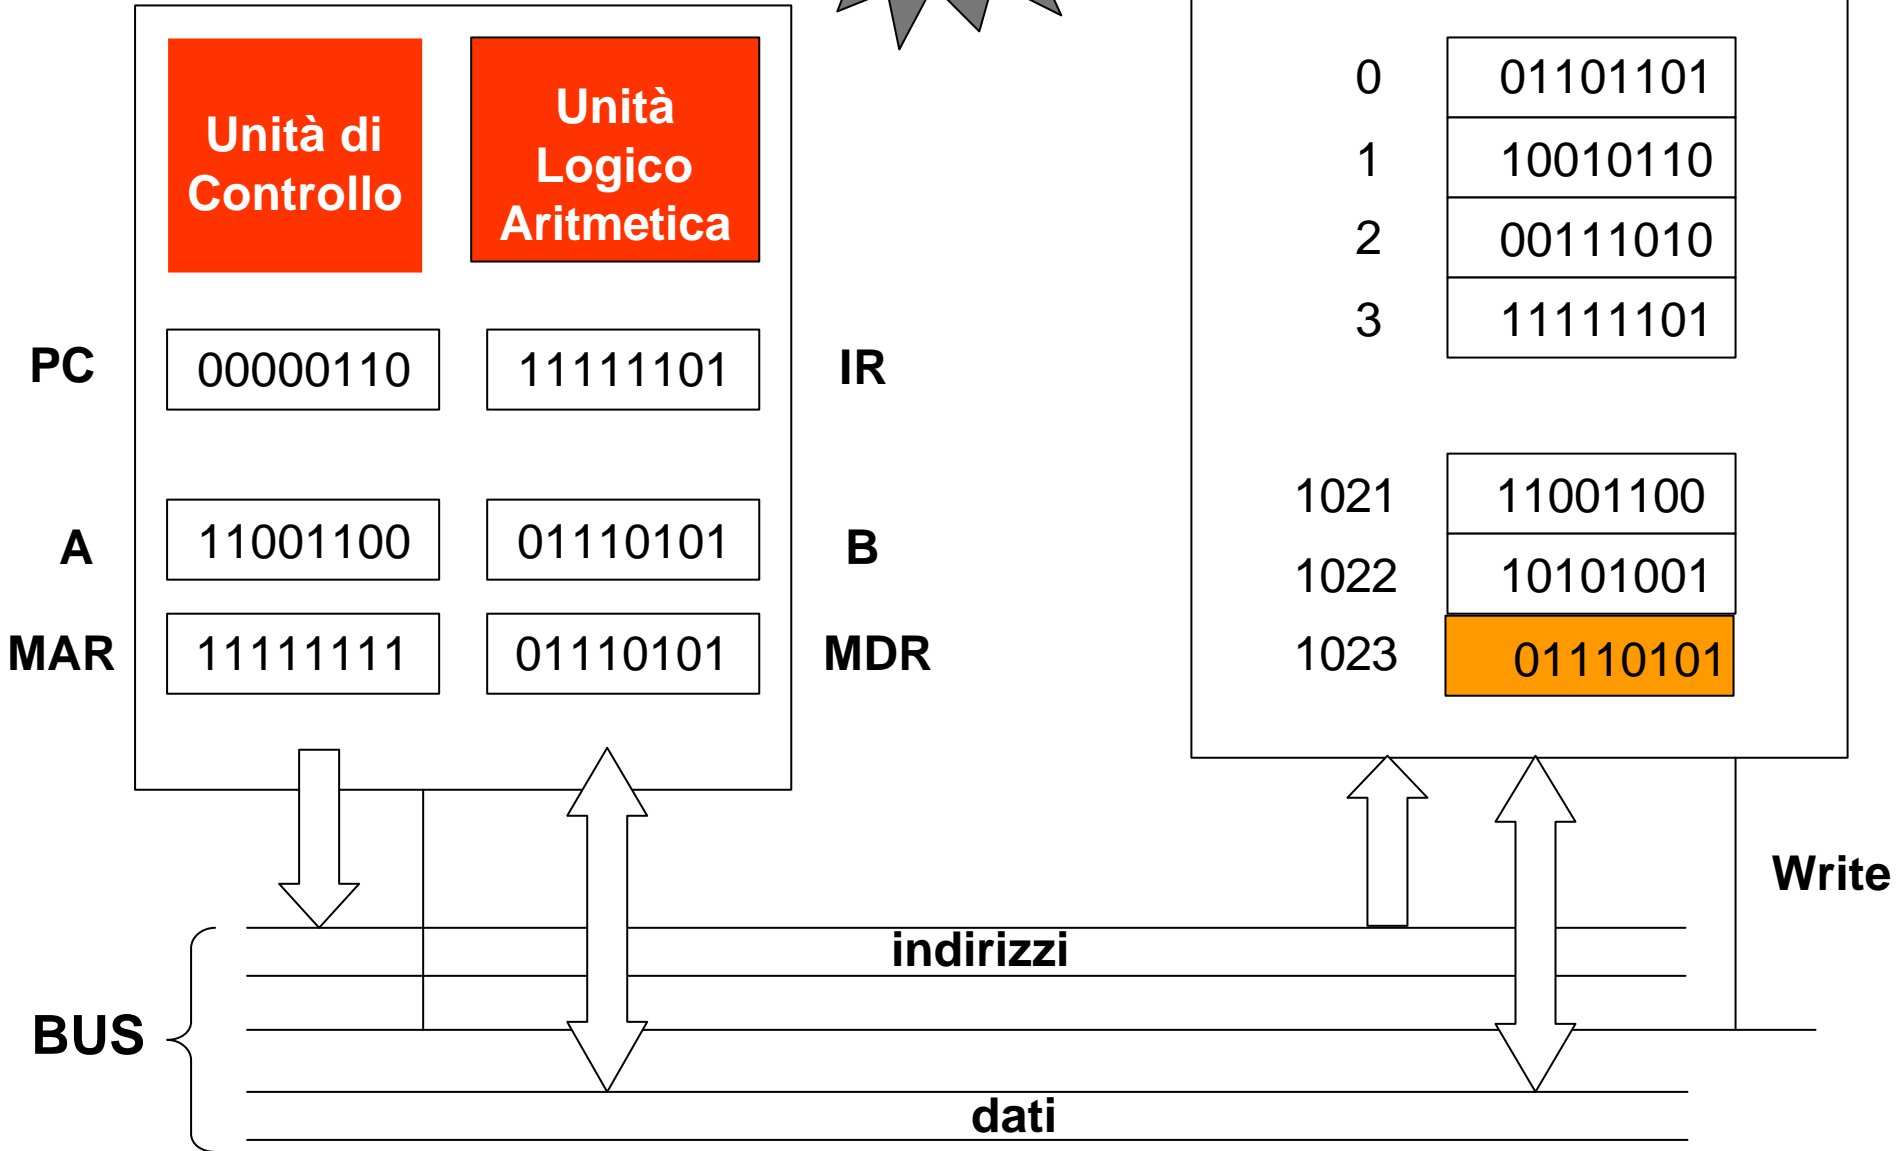 Unità di
Controllo
Unità
Logico
Aritmetica
PC
00000110
11111101
IR
A
11001100
01110101
B
MAR
11111111
01110101
MDR
0
01101101
1
10010110
2
00111010
3
11111101
1021
11001100
1022
10101001
1023
01110101
Write
indirizzi
BUS
dati